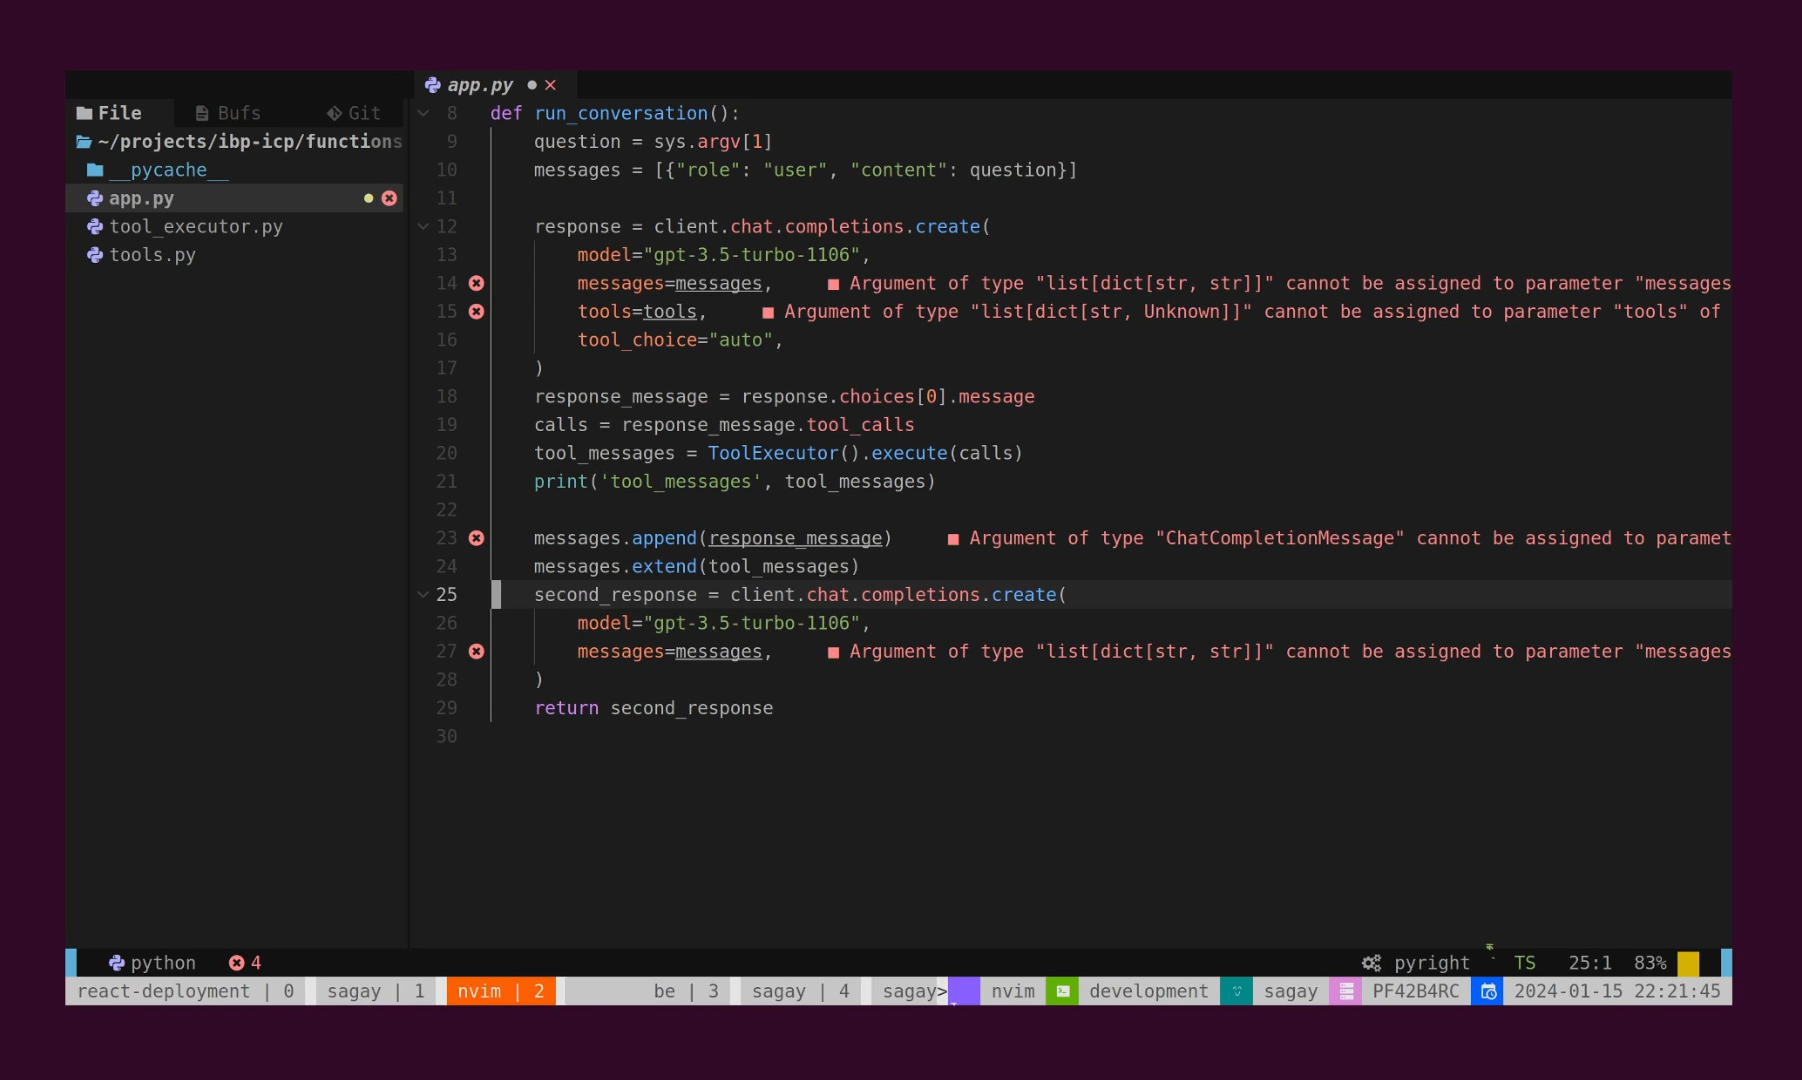 app.py ● ×
File Bufs Git
~/projects/ibp-icp/functions
__pycache__
app.py
tool_executor.py
tools.py
8 def run_conversation():
9 question = sys.argv[1]
10 messages = [{"role": "user", "content": question}]
11
12 response = client.chat.completions.create(
13 model="gpt-3.5-turbo-1106",
14 messages=messages, ■ Argument of type "list[dict[str, str]]" cannot be assigned to parameter "messages
15 tools=tools, ■ Argument of type "list[dict[str, Unknown]]" cannot be assigned to parameter "tools" of
16 tool_choice="auto",
17 )
18 response_message = response.choices[0].message
19 calls = response_message.tool_calls
20 tool_messages = ToolExecutor().execute(calls)
21 print('tool_messages', tool_messages)
22
23 messages.append(response_message) ■ Argument of type "ChatCompletionMessage" cannot be assigned to paramet
24 messages.extend(tool_messages)
25 second_response = client.chat.completions.create(
26 model="gpt-3.5-turbo-1106",
27 messages=messages, ■ Argument of type "list[dict[str, str]]" cannot be assigned to parameter "messages
28 )
29 return second_response
30
python 4 pyright TS 25:1 83%
react-deployment | 0 sagay | 1 nvim | 2 be | 3 sagay | 4 sagay> nvim development sagay PF42B4RC 2024-01-15 22:21:45